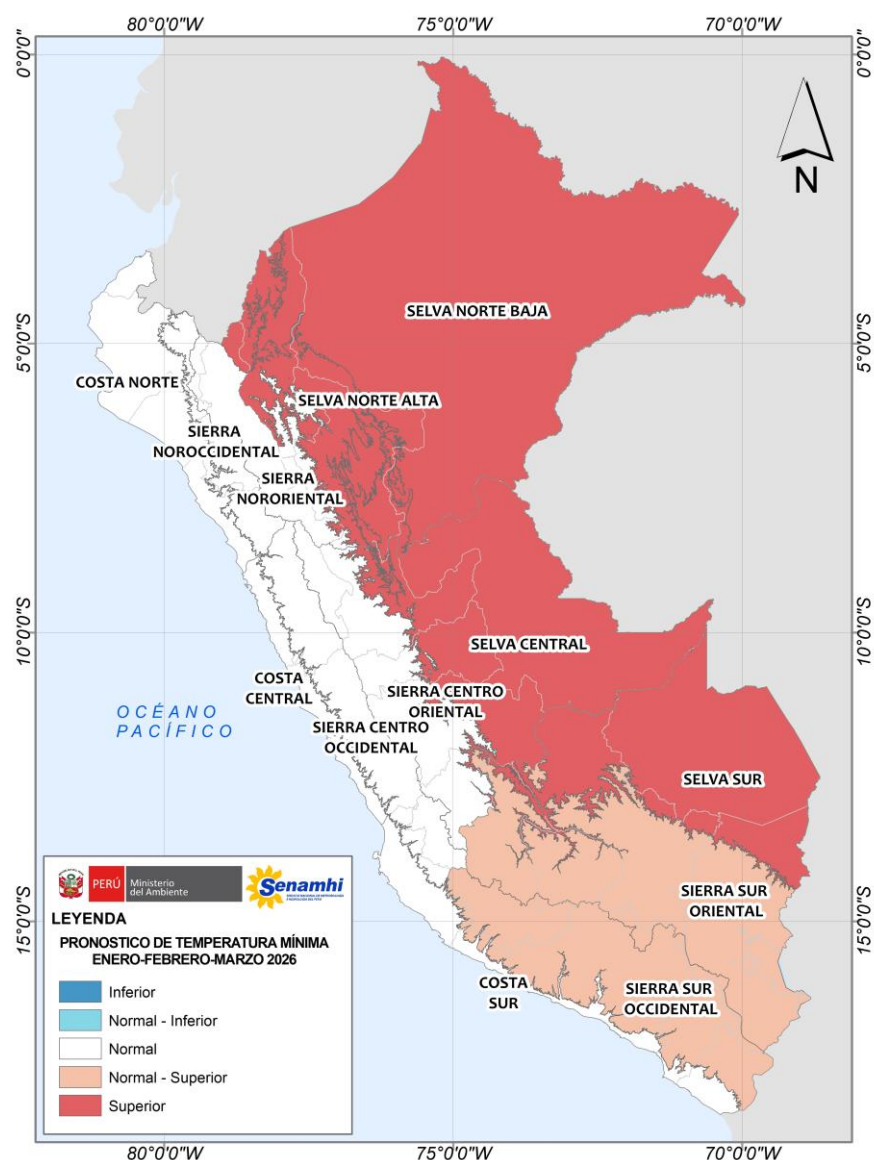 80°0'0"W
75°0'0"W
70°0'0"W
0°0'0"
0°0'0"
N
SELVA NORTE BAJA
5°0'0"S
5°0'0"S
COSTA NORTE
SELVA NORTE ALTA
SIERRA
NOROCCIDENTAL
SIERRA
NORORIENTAL
10°0'0"S
10°0'0"S
SELVA CENTRAL
COSTA
CENTRAL
SIERRA CENTRO
ORIENTAL
OCÉANO
PACÍFICO
SIERRA CENTRO
OCCIDENTAL
SELVA SUR
SIERRA SUR
ORIENTAL
15°0'0"S
15°0'0"S
COSTA
SUR
SIERRA SUR
OCCIDENTAL
PERÚ
Ministerio
del Ambiente
Senamhi
LEYENDA
PRONOSTICO DE TEMPERATURA MÍNIMA
ENERO-FEBRERO-MARZO 2026
Inferior
Normal - Inferior
Normal
Normal - Superior
Superior
80°0'0"W
75°0'0"W
70°0'0"W